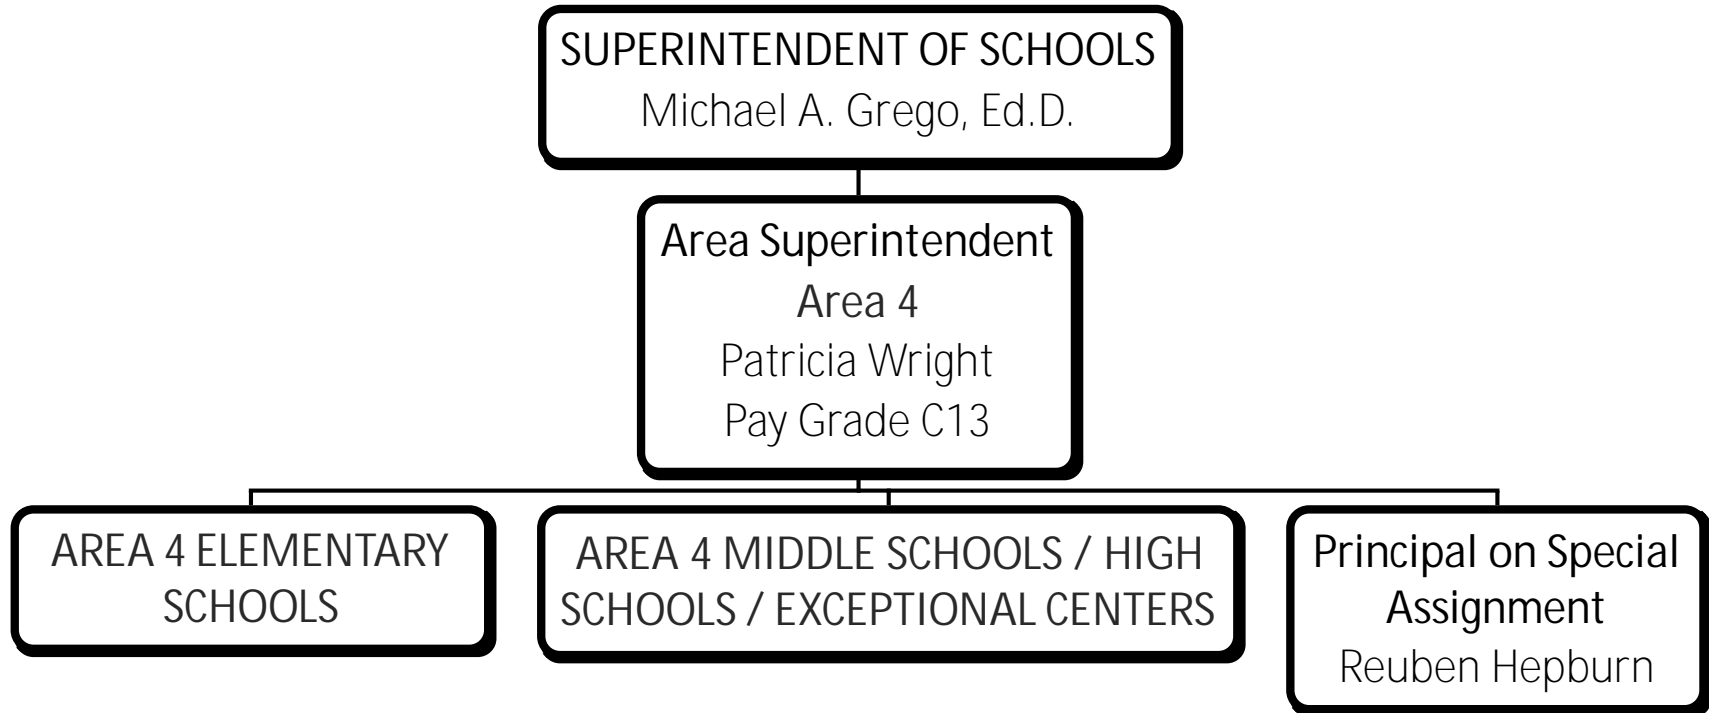 SUPERINTENDENT OF SCHOOLS
Michael A. Grego, Ed.D.
Area Superintendent
Area 4
Patricia Wright
Pay Grade C13
AREA 4 ELEMENTARY
SCHOOLS
AREA 4 MIDDLE SCHOOLS / HIGH
SCHOOLS / EXCEPTIONAL CENTERS
Principal on Special
Assignment
Reuben Hepburn